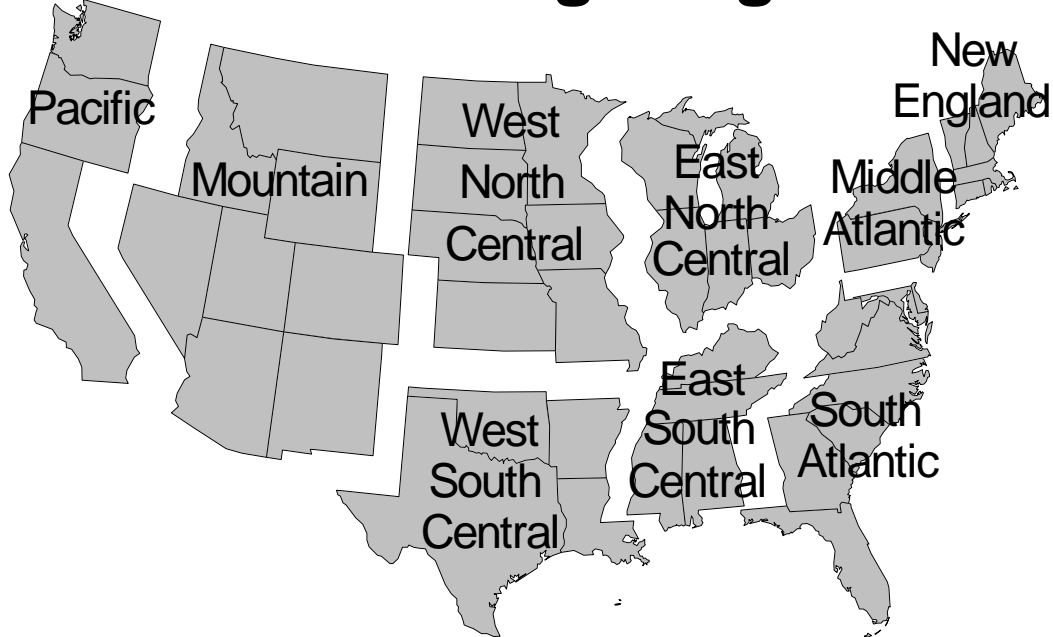 New
England
Pacific
West
North
Central
East
North
Central
Middle
Atlantic
Mountain
East
South
Central
South
Atlantic
West
South
Central